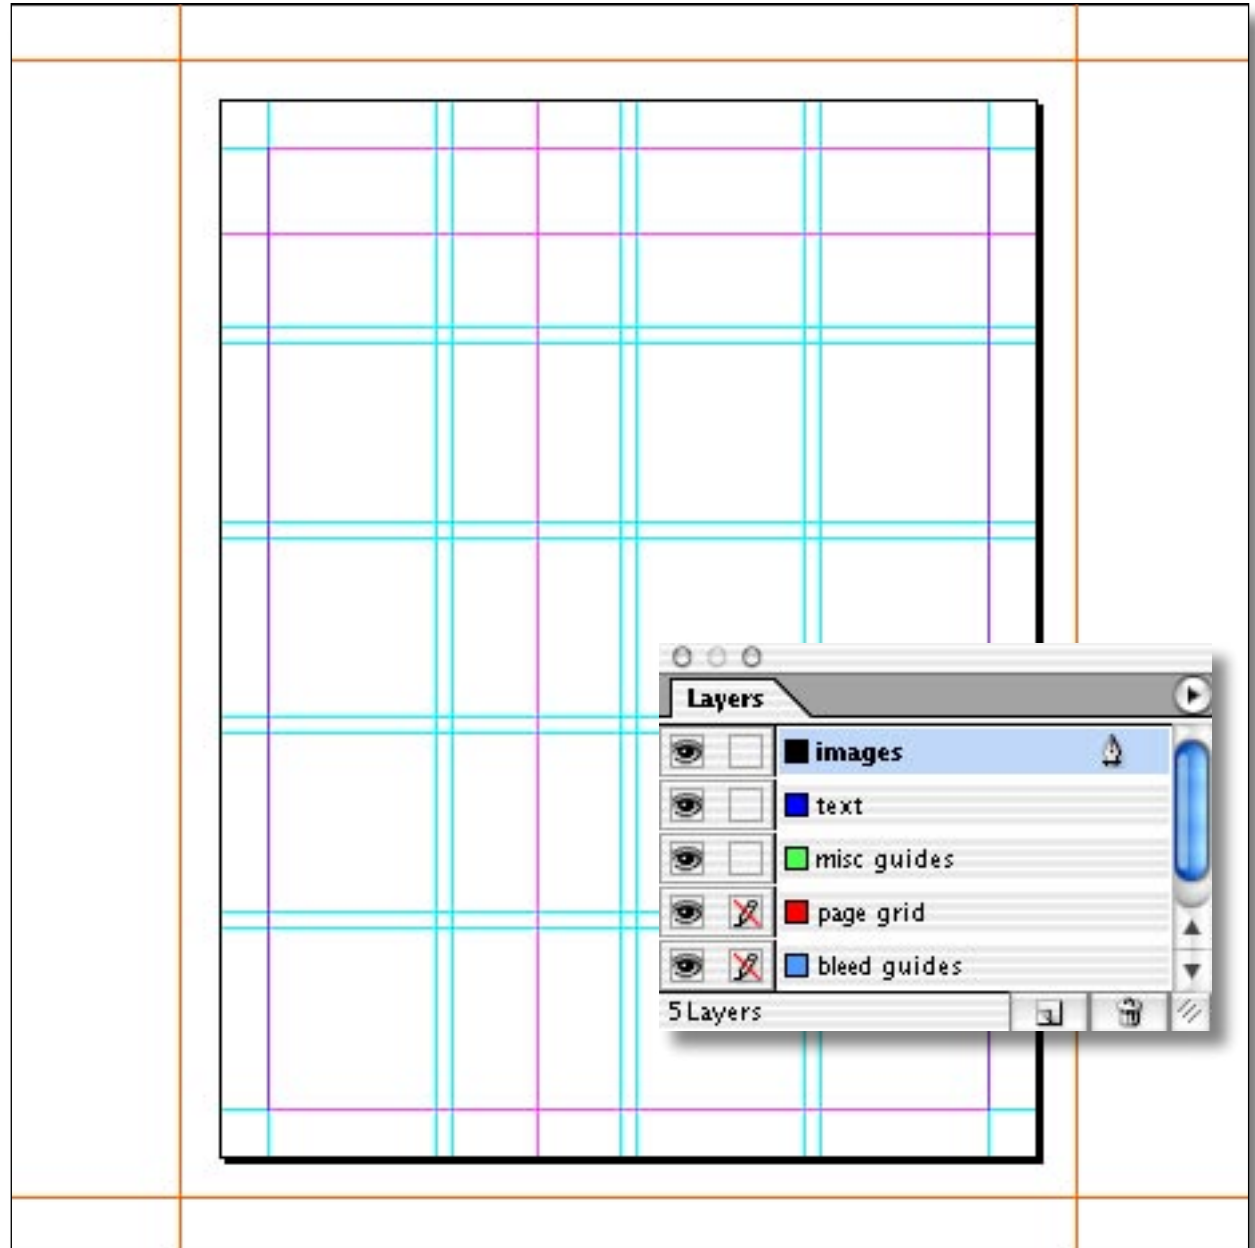 Layers
images
text
misc guides
page grid
bleed guides
5 Layers